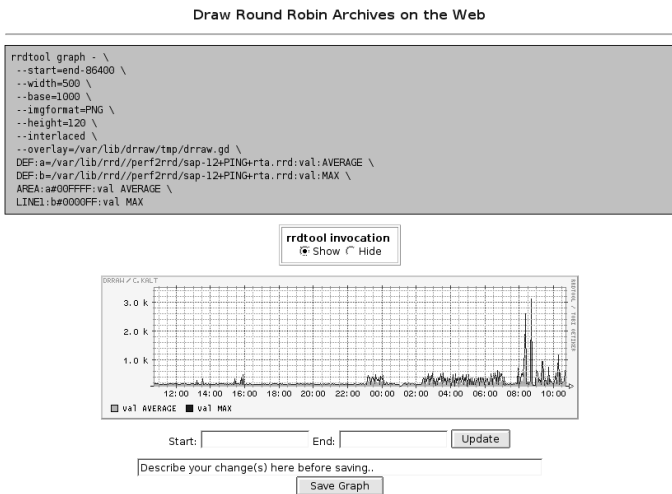 Draw Round Robin Archives on the Web
rrdtool graph - \
--start=end-86400 \
--width=500 \
--base=1000 \
--imgformat=PNG \
--height=120 \
--interlaced \
--overlay=/var/lib/drraw/tmp/drraw.gd \
DEF:a=/var/lib/rrd//perf2rrd/sap-12+PING+rta.rrd:val:AVERAGE \
DEF:b=/var/lib/rrd//perf2rrd/sap-12+PING+rta.rrd:val:MAX \
AREA:a#00FFFF:val AVERAGE \
LINE1:b#0000FF:val MAX
rrdtool invocation
Show Hide
DRRAW / C.KALT
RRDTOOL / TOBI OETIKER
3.0 k
2.0 k
1.0 k
12:00 14:00 16:00 18:00 20:00 22:00 00:00 02:00 04:00 06:00 08:00 10:00
val AVERAGE val MAX
Start: End: Update
Describe your change(s) here before saving..
Save Graph